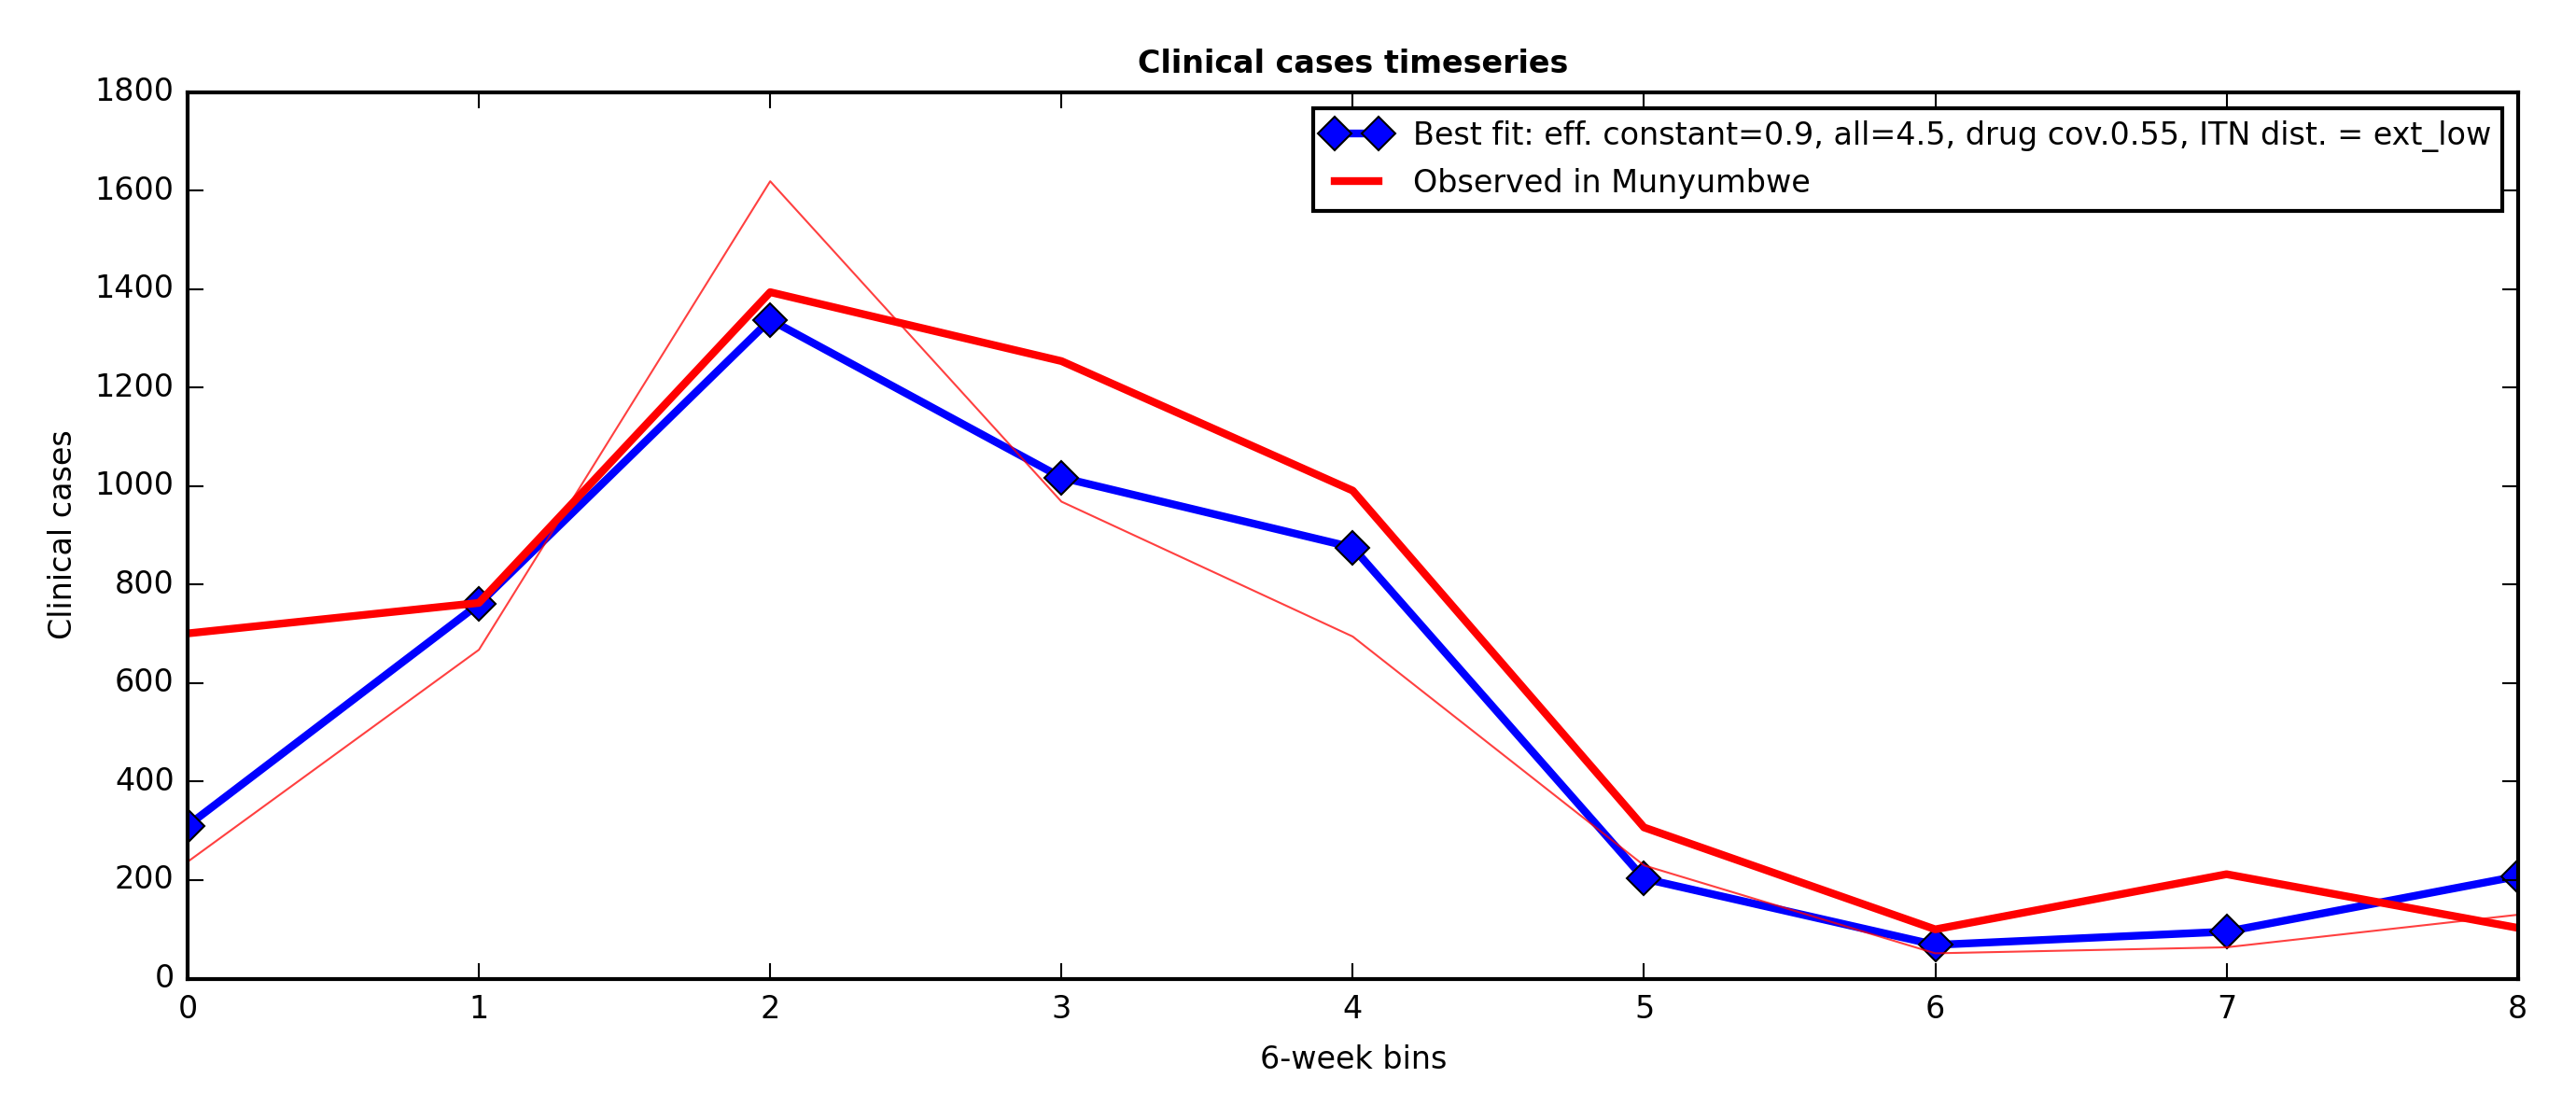 Clinical cases timeseries
1800
1600
1400
1200
1000
800
600
400
200
0
Clinical cases
Best fit: eff. constant=0.9, all=4.5, drug cov.0.55, ITN dist. = ext_low
Observed in Munyumbwe
0 1 2 3 4 5 6 7 8
6-week bins